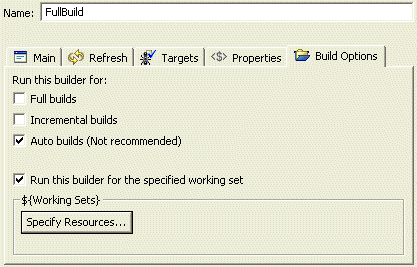 Name: FullBuild
Main Refresh Targets <$> Properties Build Options
Run this builder for:
Full builds
Incremental builds
Auto builds (Not recommended)
Run this builder for the specified working set
${Working Sets}
Specify Resources...